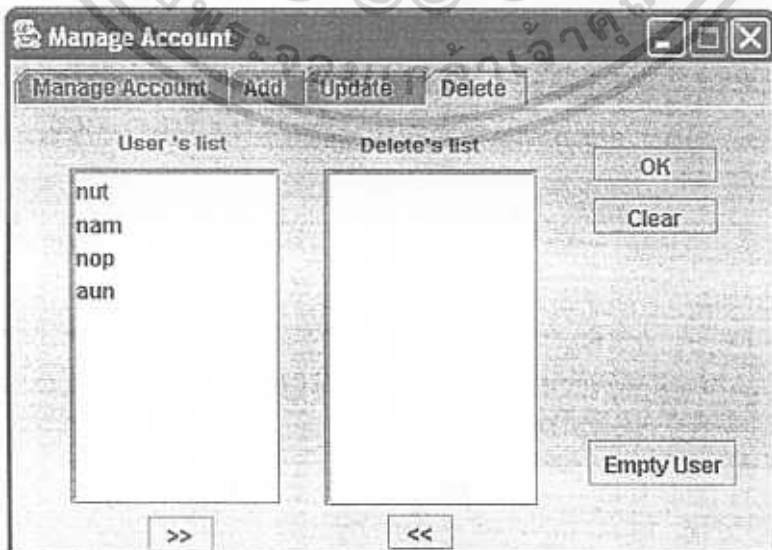 Manage Account
Manage Account Add Update Delete
User 's list
Delete's list
nut
nam
nop
aun
OK
Clear
Empty User
>>
<<